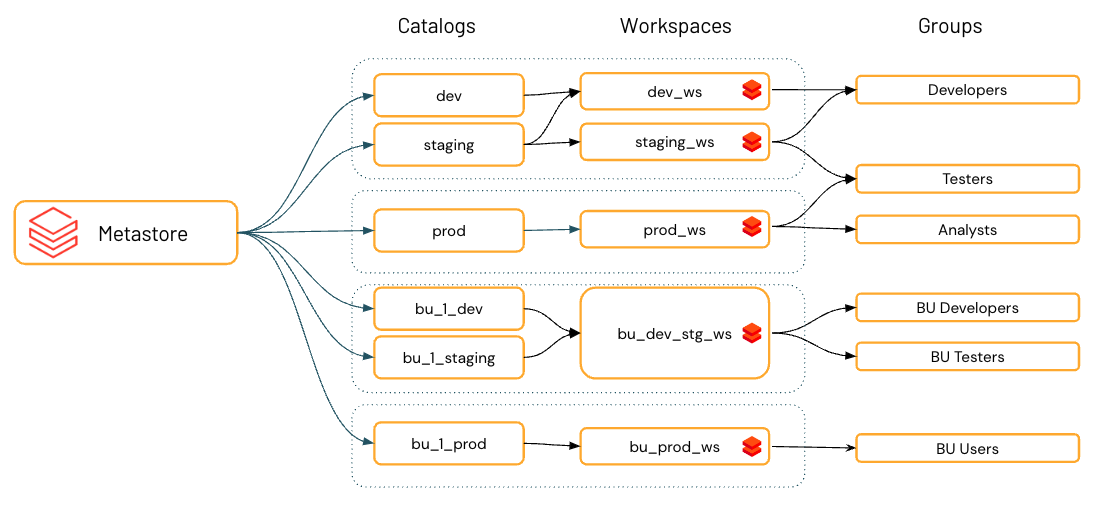 Catalogs
Workspaces
Groups
dev
dev_ws
Developers
staging
staging_ws
Testers
Metastore
prod
prod_ws
Analysts
bu_1_dev
bu_dev_stg_ws
BU Developers
bu_1_staging
BU Testers
bu_1_prod
bu_prod_ws
BU Users